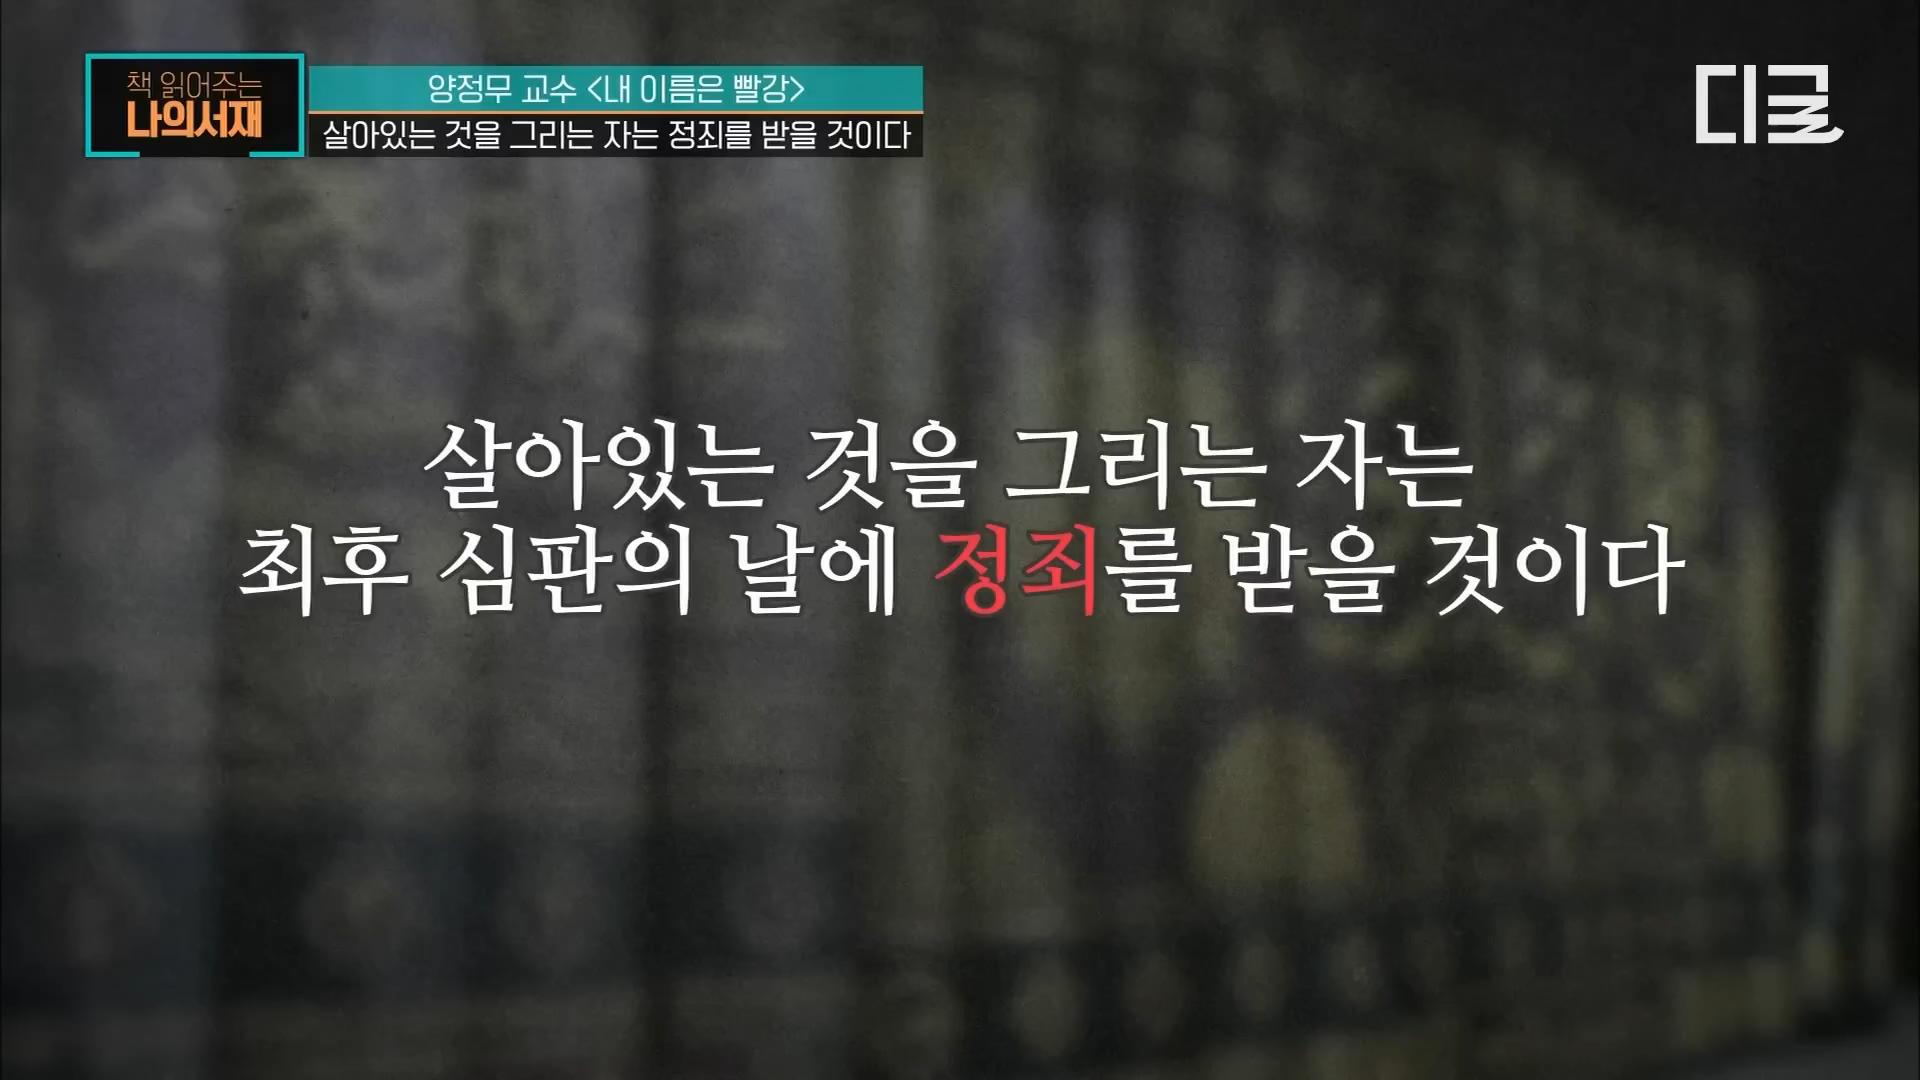 책 읽어주는
나의서재
양정무 교수 <내 이름은 빨강>
살아있는 것을 그리는 자는 정죄를 받을 것이다
디글
살아있는 것을 그리는 자는
최후 심판의 날에 정죄를 받을 것이다